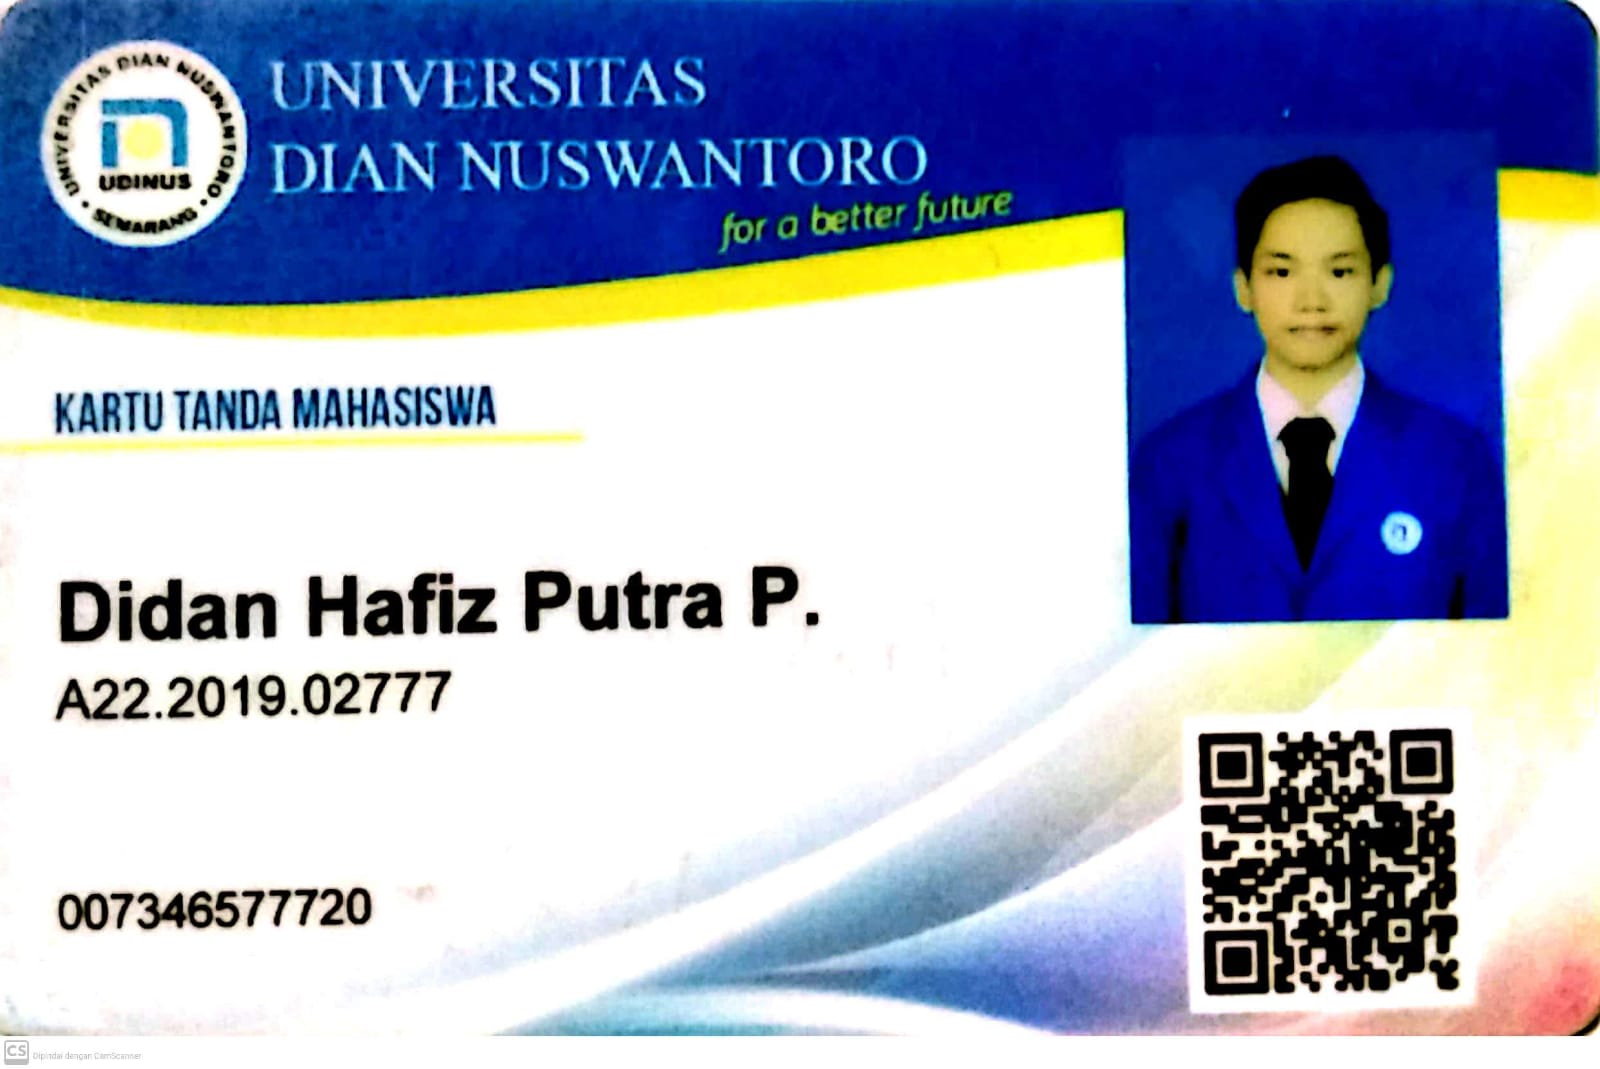 UNIVERSITAS DIAN NUSWANTORO
UDINUS
SEMARANG
UNIVERSITAS
DIAN NUSWANTORO
for a better future
KARTU TANDA MAHASISWA
Didan Hafiz Putra P.
A22.2019.02777
007346577720
CS Dipindai dengan CamScanner